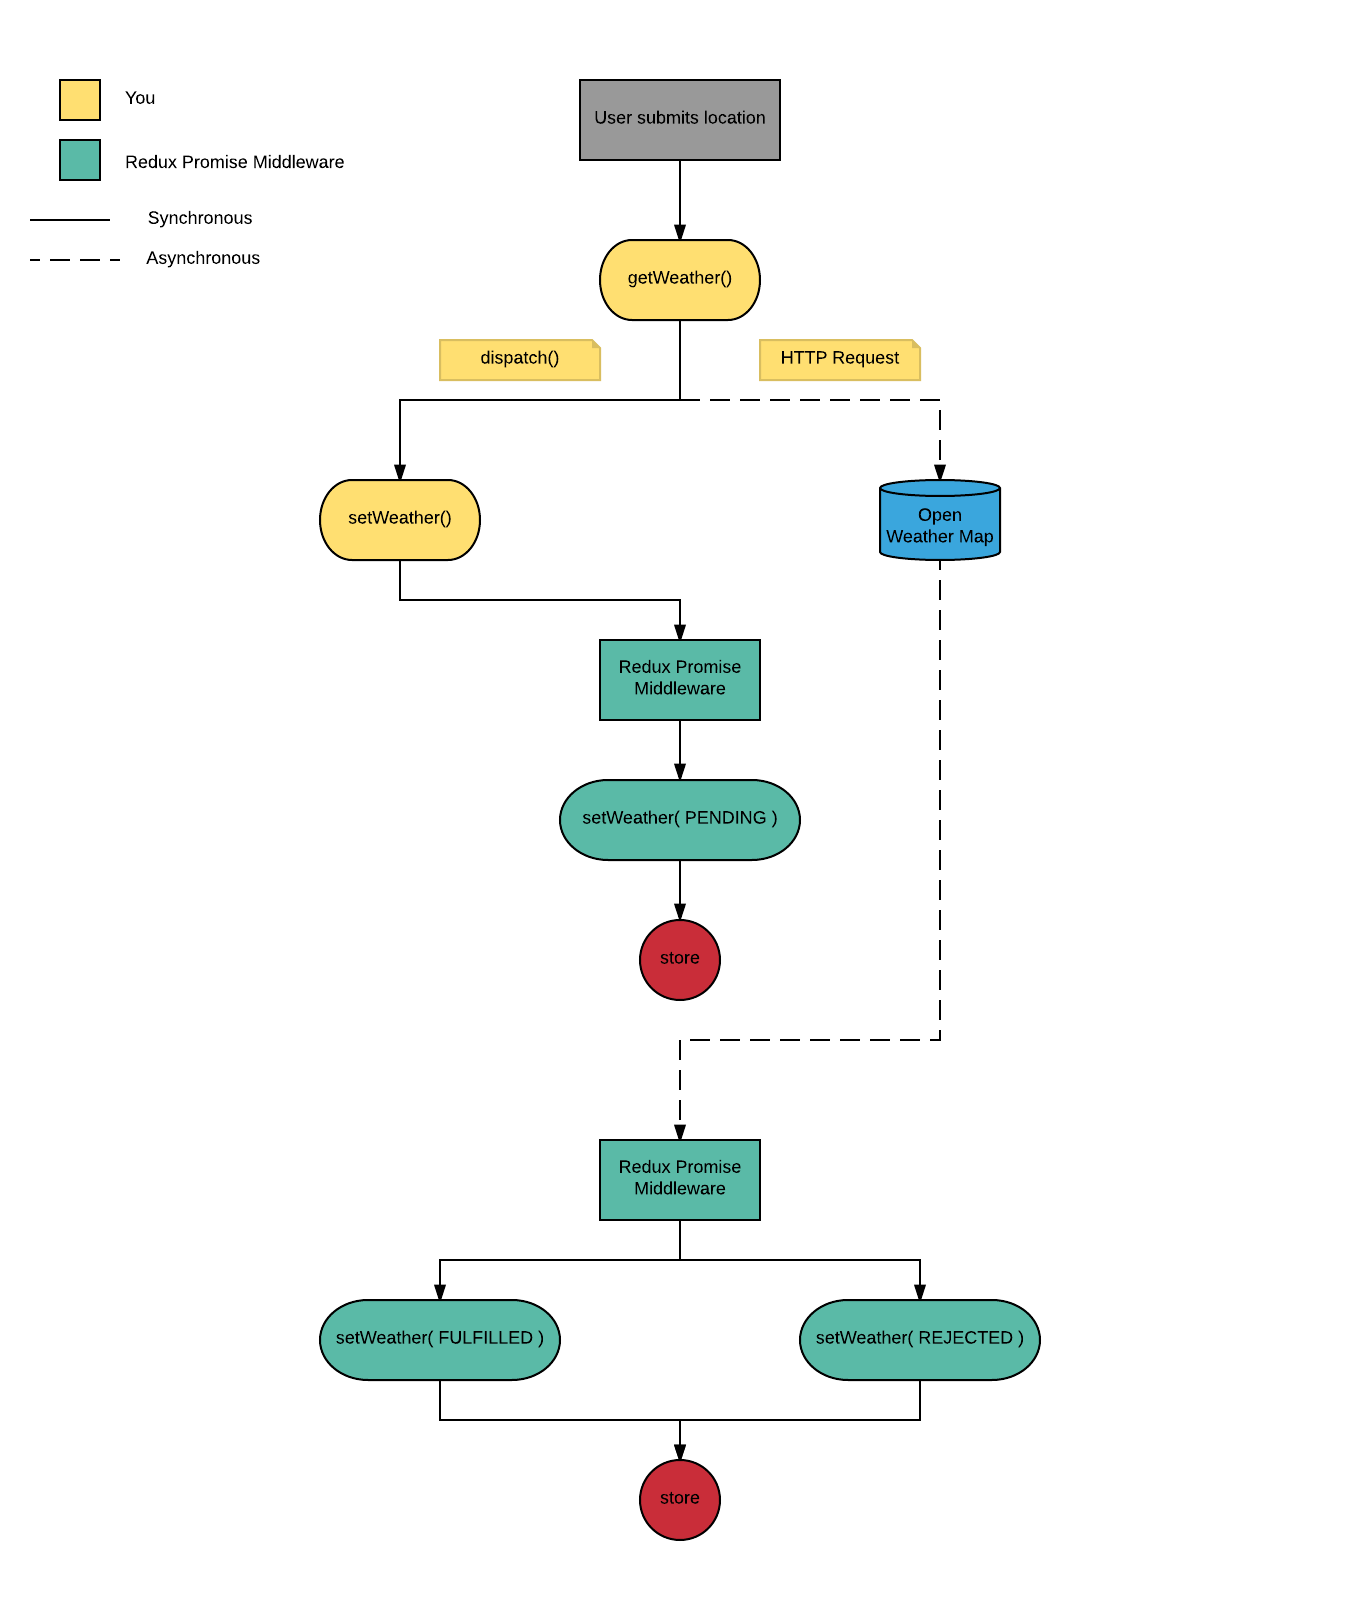 You
Redux Promise Middleware
Synchronous
Asynchronous
User submits location
getWeather()
dispatch()
HTTP Request
setWeather()
Open
Weather Map
Redux Promise
Middleware
setWeather( PENDING )
store
Redux Promise
Middleware
setWeather( FULFILLED )
setWeather( REJECTED )
store